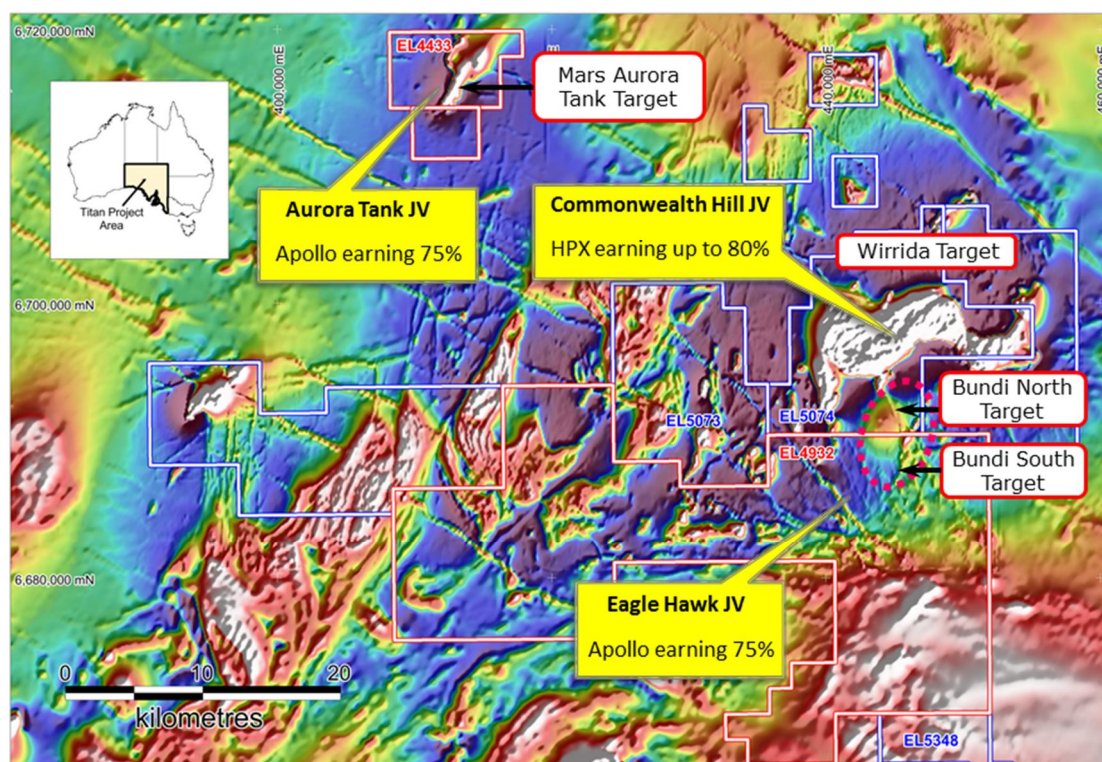 6,720,000 mN
400,000 mE
EL4433
mE
440,000 mE
460,
Mars Aurora
Tank Target
Titan Project
Area
Aurora Tank JV
Apollo earning 75%
Commonwealth Hill JV
HPX earning up to 80%
Wirrida Target
6,700,000 mN
Bundi North
Target
EL5073
EL5074
EL4932
Bundi South
Target
6,680,000 mN
Eagle Hawk JV
Apollo earning 75%
0 10 20
kilometres
EL5348